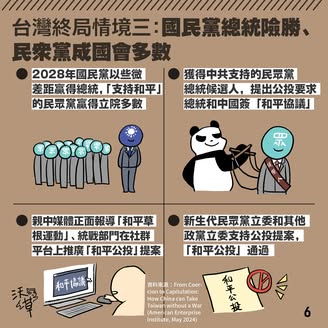 台灣終局情境三：國民黨總統險勝、
民眾黨成國會多數
2028年國民黨以些微
差距贏得總統，「支持和平」
的民眾黨贏得立院多數
獲得中共支持的民眾黨
總統候選人，提出公投要求
總統和中國簽「和平協議」
親中媒體正面報導「和平草
根運動」、統戰部門在社群
平台上推廣「和平公投」提案
新生代民眾黨立委和其他
政黨立委支持公投提案，
「和平公投」通過
和平協議
和平公投
資料來源：From Coer
cion to Capitulation:
How China can Take
Taiwan without a War
(American Enterprise
Institute, May 2024)
6